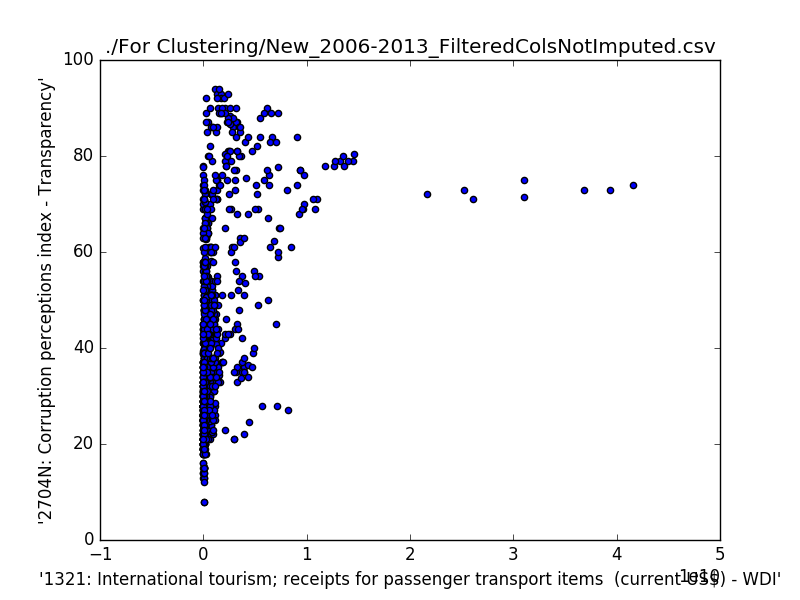 ./For Clustering/New_2006-2013_FilteredColsNotImputed.csv
100
80
60
40
20
0
'2704N: Corruption perceptions index - Transparency'
−1 0 1 2 3 4 5
1e10
'1321: International tourism; receipts for passenger transport items (current US$) - WDI'